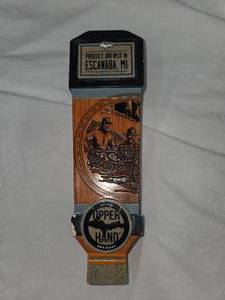 PROUDLY BREWED IN
ESCANABA, MI
UPPER
HAND